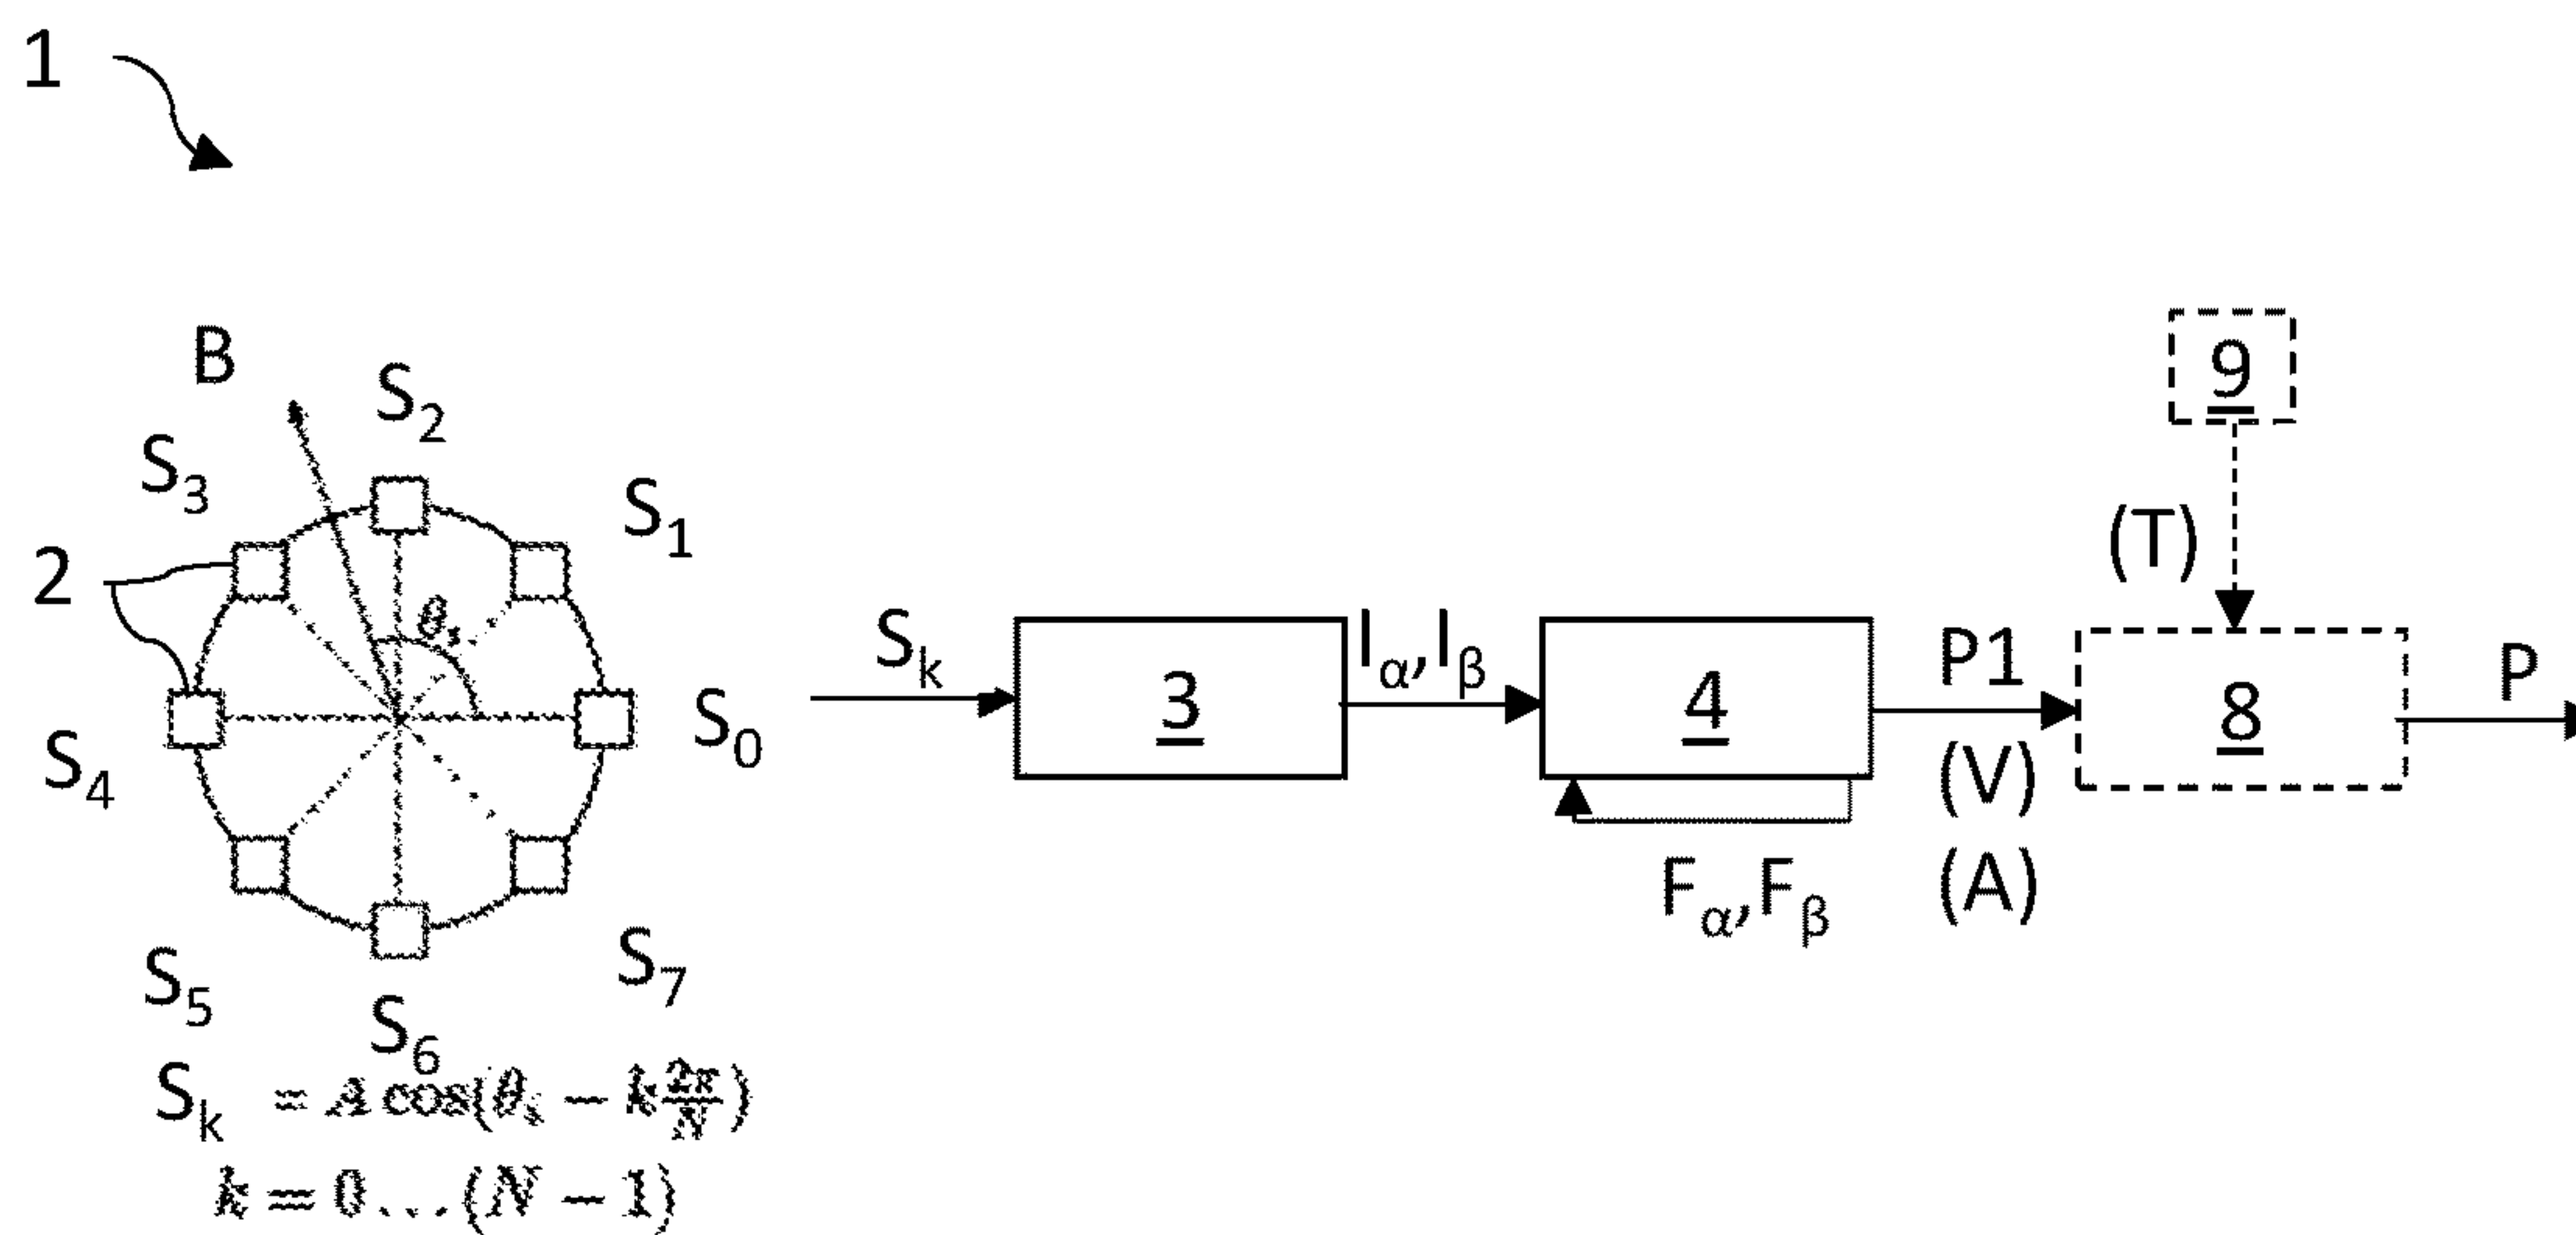 1
B
S₂
S₃
S₁
2
θₛ
S₀
S₄
S₅
S₇
S₆
Sₖ = A cos(θₛ − k 2π/N)
k = 0 … (N − 1)
Sₖ
3
Iα,Iβ
4
Fα,Fβ
P1
(V)
(A)
9
(T)
8
P